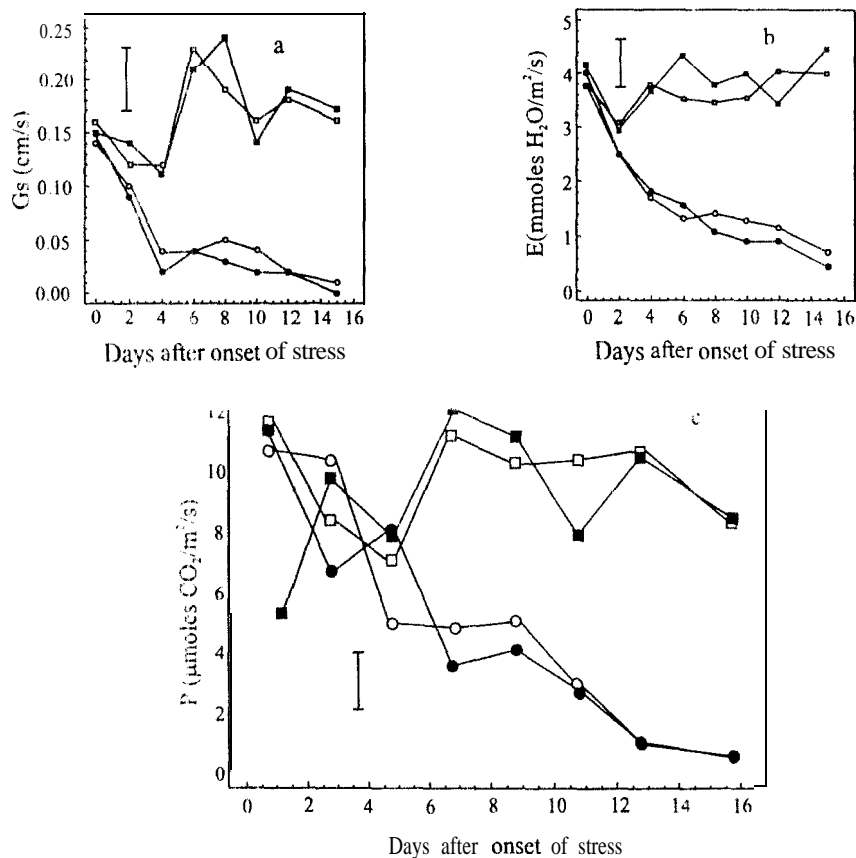 a
0.25
0.20
0.15
0.10
0.05
0.00
Gs (cm/s)
0 2 4 6 8 10 12 14 16
Days after onset of stress
b
5
4
3
2
1
0
E(mmoles H₂O/m²/s)
0 2 4 6 8 10 12 14 16
Days after onset of stress
c
12
10
8
6
4
2
0
P (μmoles CO₂/m²/s)
0 2 4 6 8 10 12 14 16
Days after onset of stress